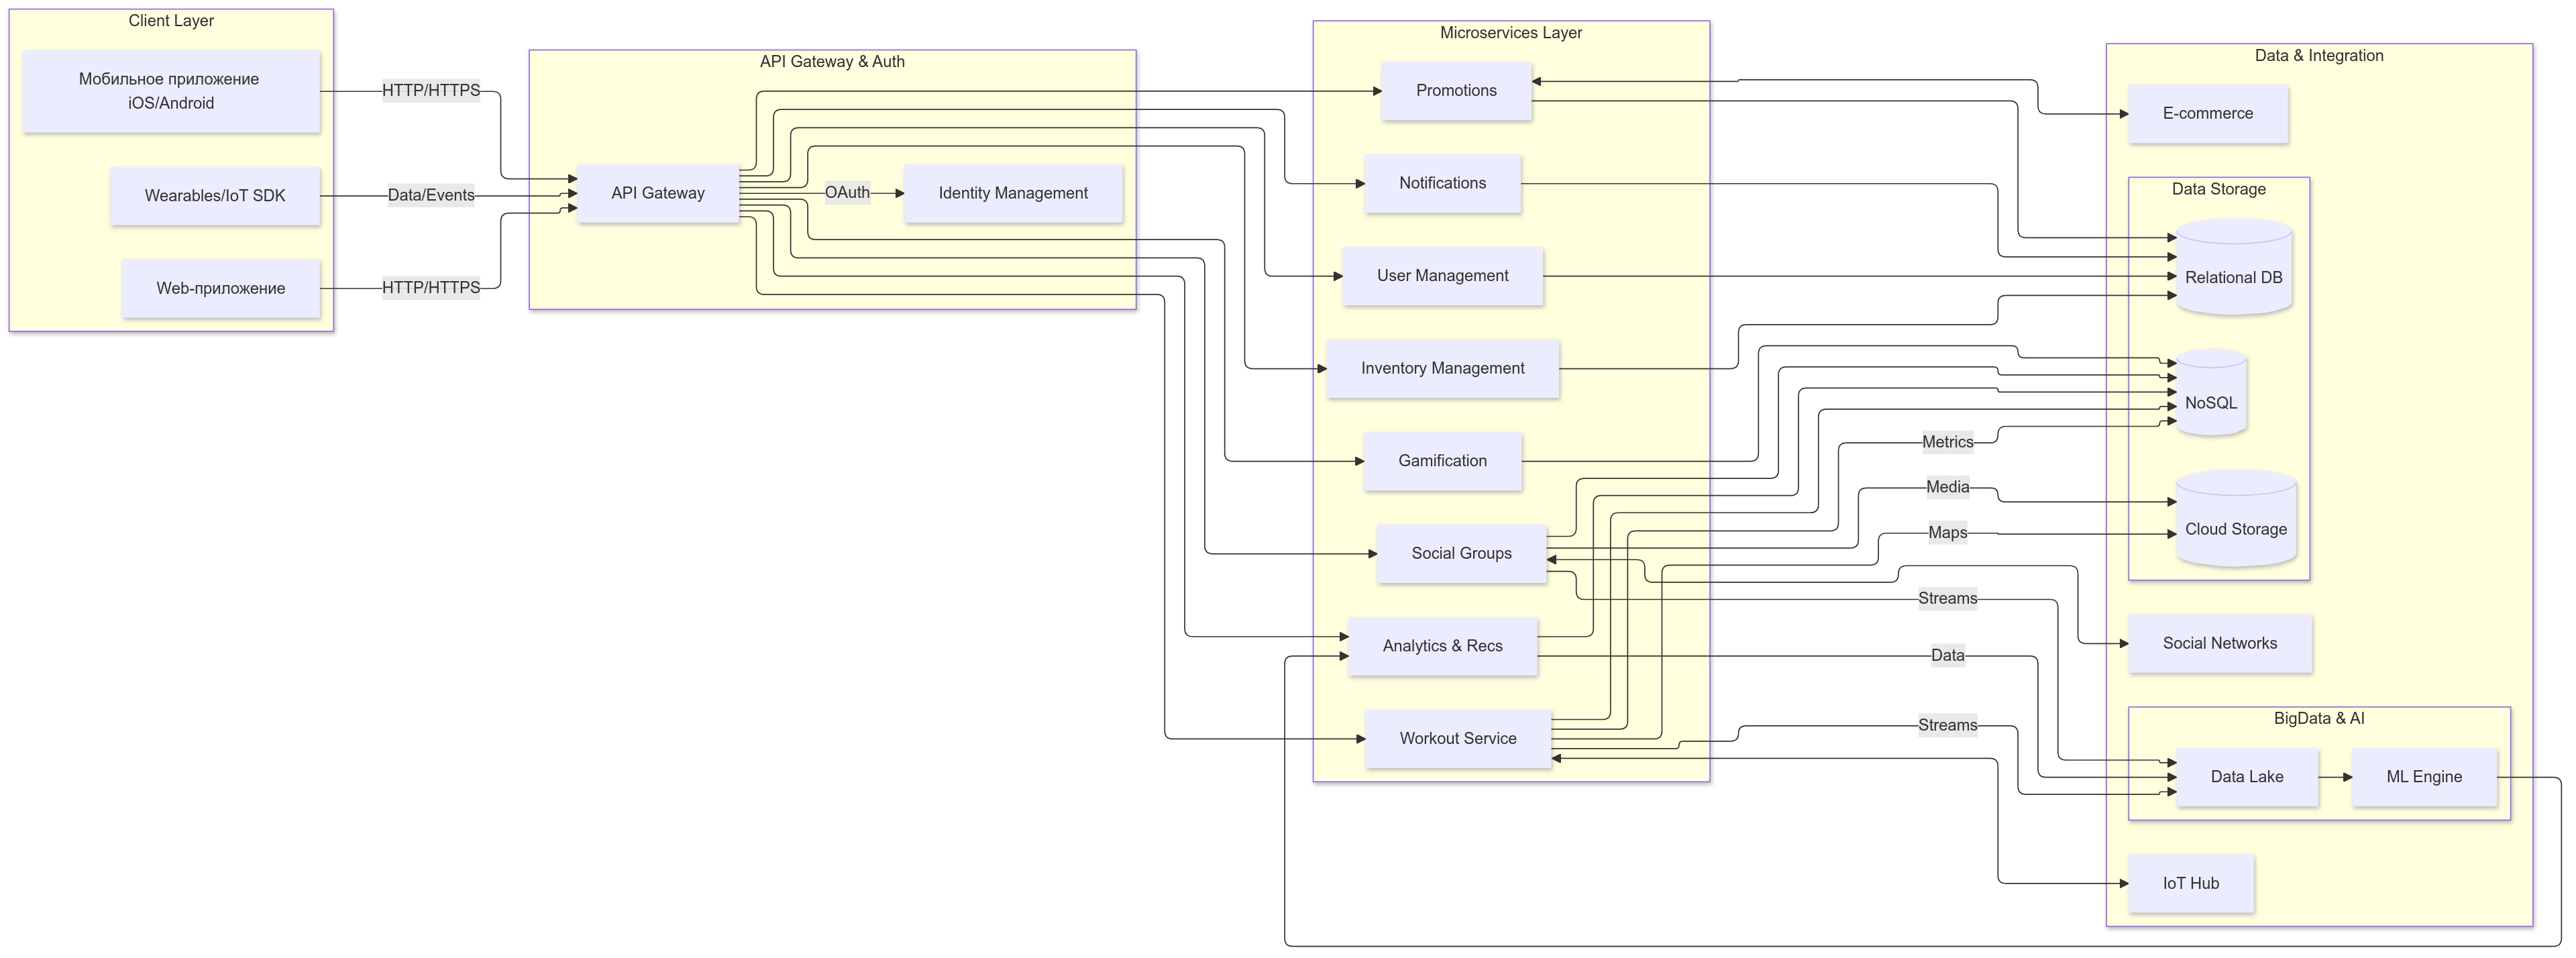 Client Layer
Мобильное приложение
iOS/Android
Wearables/IoT SDK
Web-приложение
HTTP/HTTPS
Data/Events
HTTP/HTTPS
API Gateway & Auth
API Gateway
OAuth
Identity Management
Microservices Layer
Promotions
Notifications
User Management
Inventory Management
Gamification
Social Groups
Analytics & Recs
Workout Service
Metrics
Media
Maps
Streams
Data
Streams
Data & Integration
E-commerce
Data Storage
Relational DB
NoSQL
Cloud Storage
Social Networks
BigData & AI
Data Lake
ML Engine
IoT Hub